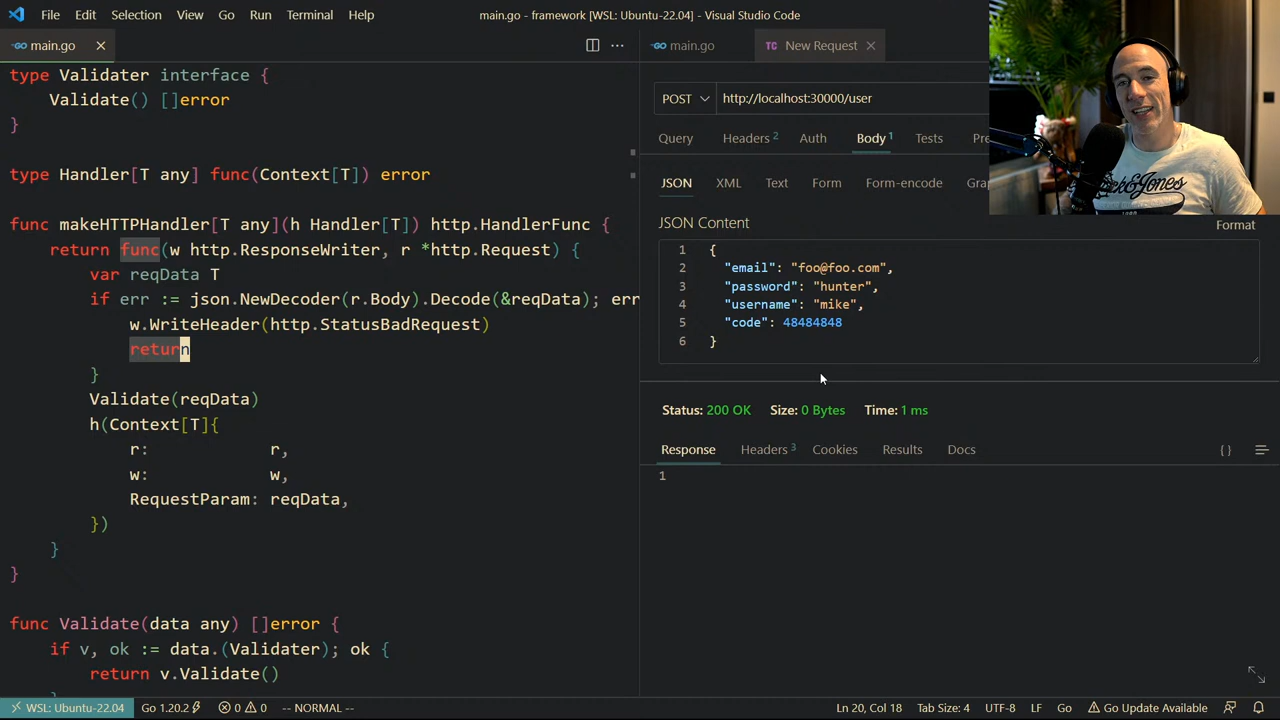 File Edit Selection View Go Run Terminal Help
main.go - framework [WSL: Ubuntu-22.04] - Visual Studio Code
main.go
type Validater interface {
Validate() []error
}
type Handler[T any] func(Context[T]) error
func makeHTTPHandler[T any](h Handler[T]) http.HandlerFunc {
return func(w http.ResponseWriter, r *http.Request) {
var reqData T
if err := json.NewDecoder(r.Body).Decode(&reqData); err
w.WriteHeader(http.StatusBadRequest)
return
}
Validate(reqData)
h(Context[T]{
r: r,
w: w,
RequestParam: reqData,
})
}
}
func Validate(data any) []error {
if v, ok := data.(Validater); ok {
return v.Validate()
main.go
TC New Request
POST http://localhost:30000/user
Query Headers 2 Auth Body 1 Tests Pre
JSON XML Text Form Form-encode Gra
JSON Content
Format
1 {
2 "email": "foo@foo.com",
3 "password": "hunter",
4 "username": "mike",
5 "code": 48484848
6 }
Status: 200 OK Size: 0 Bytes Time: 1 ms
Response Headers 3 Cookies Results Docs { }
1
WSL: Ubuntu-22.04 Go 1.20.2 0 0 -- NORMAL -- Ln 20, Col 18 Tab Size: 4 UTF-8 LF Go Go Update Available